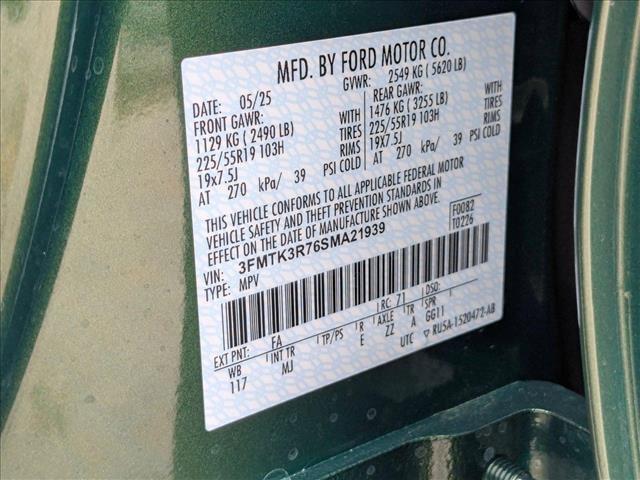 MFD. BY FORD MOTOR CO.
DATE: 05/25 GVWR: 2549 KG ( 5620 LB)
FRONT GAWR: REAR GAWR:
1129 KG ( 2490 LB) 1476 KG ( 3255 LB) WITH
225/55R19 103H TIRES 225/55R19 103H TIRES
19x7.5J RIMS 19x7.5J RIMS
AT 270 kPa/ 39 PSI COLD AT 270 kPa/ 39 PSI COLD
THIS VEHICLE CONFORMS TO ALL APPLICABLE FEDERAL MOTOR
VEHICLE SAFETY AND THEFT PREVENTION STANDARDS IN
EFFECT ON THE DATE OF MANUFACTURE SHOWN ABOVE.
F0082
T0226
VIN: 3FMTK3R76SMA21939
TYPE: MPV
EXT PNT: FA RC: 71 DSO:
WB INT TR TP/PS R AXLE TR SPR
117 MJ E ZZ A GG11
UTC ▽ RU5A-1520472-AB